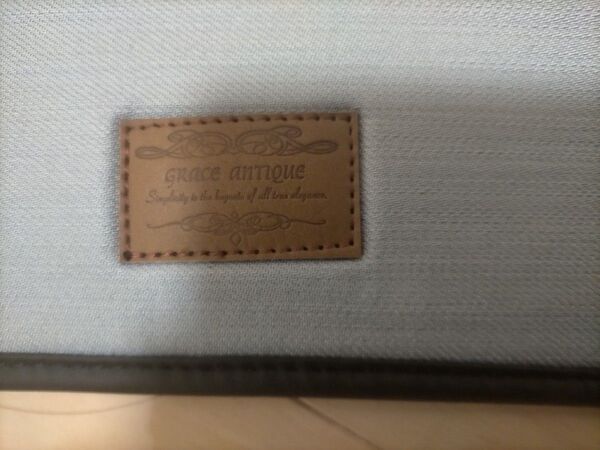 GRACE ANTIQUE
Simplicity is the keynote of all true elegance.